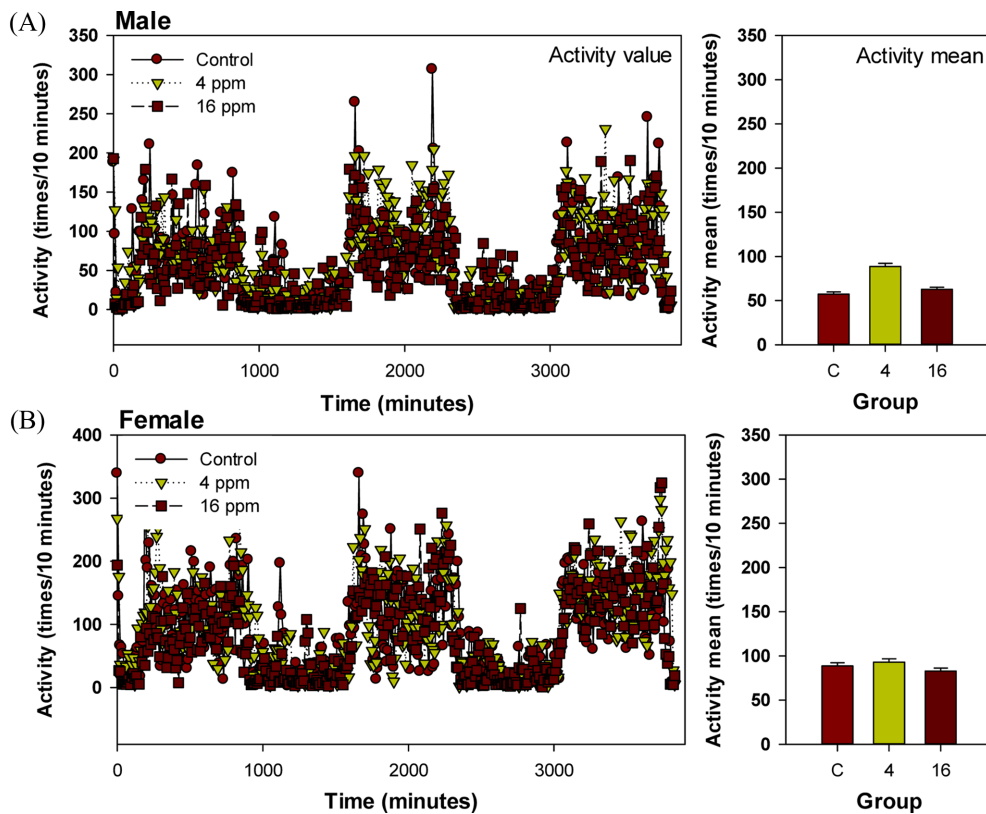 (A)
Male
Activity value
Control
4 ppm
16 ppm
350
300
250
200
150
100
50
0
Activity (times/10 minutes)
0 1000 2000 3000
Time (minutes)
Activity mean
350
300
250
200
150
100
50
0
Activity mean (times/10 minutes)
C 4 16
Group
(B)
Female
Control
4 ppm
16 ppm
400
300
200
100
0
Activity (times/10 minutes)
0 1000 2000 3000
Time (minutes)
350
300
250
200
150
100
50
0
Activity mean (times/10 minutes)
C 4 16
Group